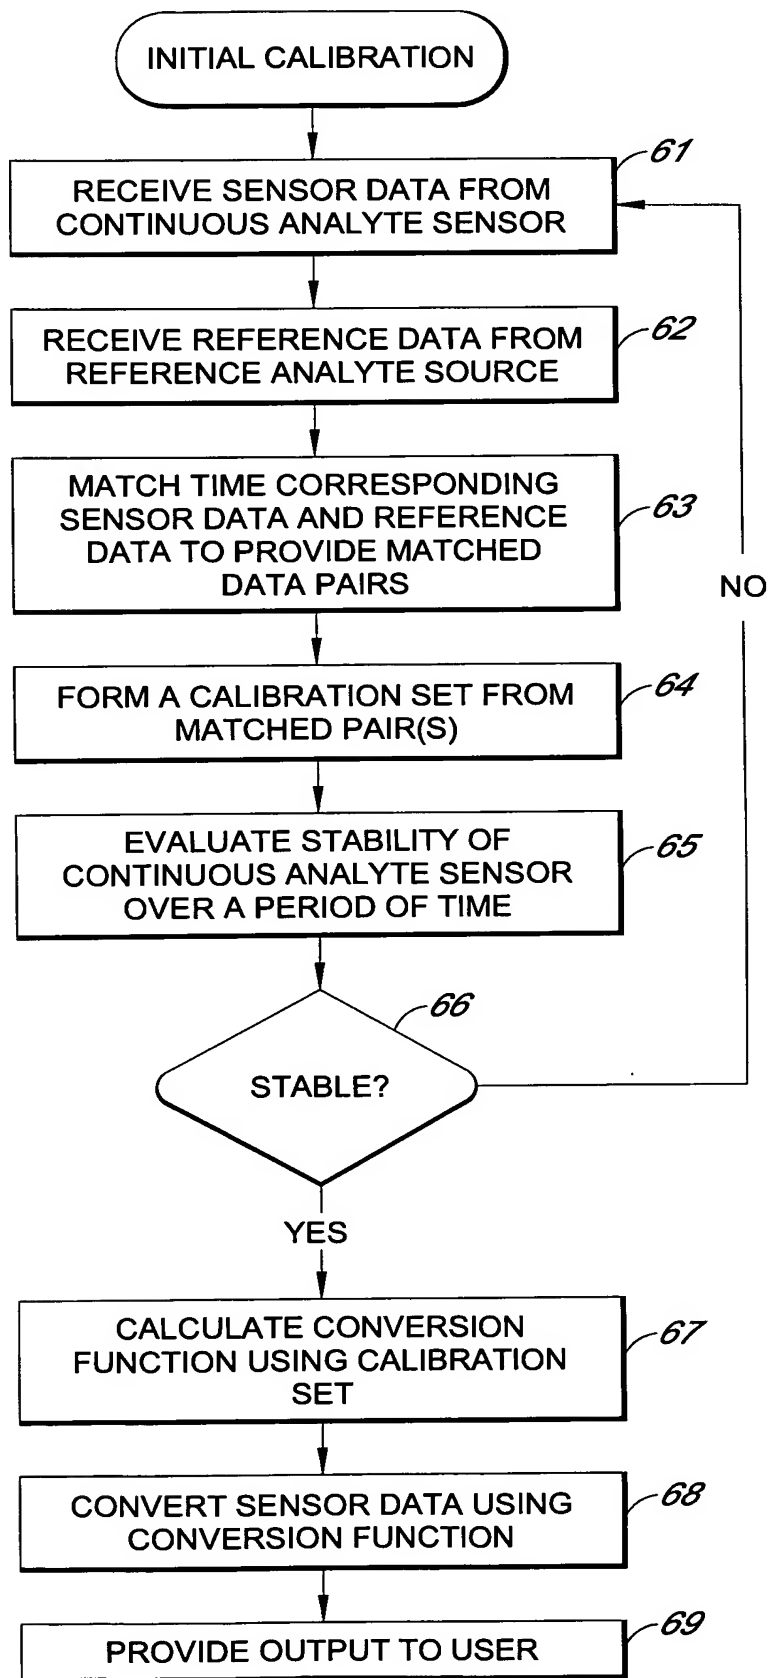 INITIAL CALIBRATION
61
RECEIVE SENSOR DATA FROM
CONTINUOUS ANALYTE SENSOR
62
RECEIVE REFERENCE DATA FROM
REFERENCE ANALYTE SOURCE
63
MATCH TIME CORRESPONDING
SENSOR DATA AND REFERENCE
DATA TO PROVIDE MATCHED
DATA PAIRS
NO
64
FORM A CALIBRATION SET FROM
MATCHED PAIR(S)
65
EVALUATE STABILITY OF
CONTINUOUS ANALYTE SENSOR
OVER A PERIOD OF TIME
66
STABLE?
YES
67
CALCULATE CONVERSION
FUNCTION USING CALIBRATION
SET
68
CONVERT SENSOR DATA USING
CONVERSION FUNCTION
69
PROVIDE OUTPUT TO USER